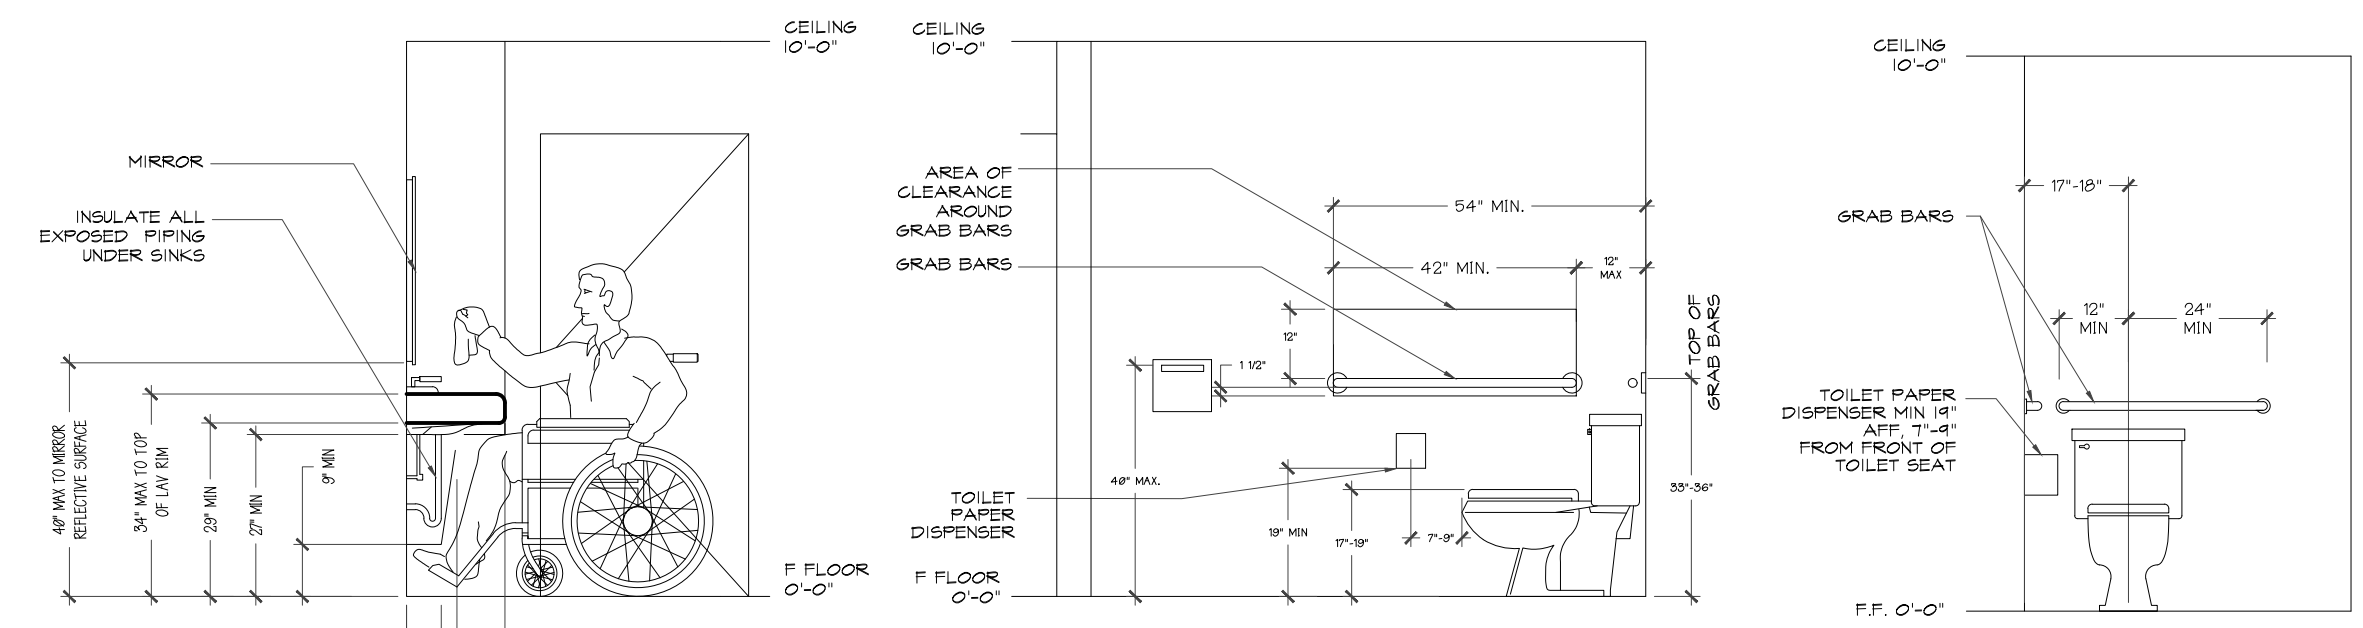 CEILING
10'-0"
MIRROR
INSULATE ALL
EXPOSED PIPING
UNDER SINKS
40" MAX TO MIRROR
REFLECTIVE SURFACE
34" MAX TO TOP
OF LAV RIM
29" MIN
27" MIN
9" MIN
F FLOOR
0'-0"
CEILING
10'-0"
AREA OF
CLEARANCE
AROUND
GRAB BARS
GRAB BARS
54" MIN.
42" MIN.
12"
MAX
12"
1 1/2"
TOP OF
GRAB BARS
40" MAX.
TOILET
PAPER
DISPENSER
19" MIN
17"-19"
7"-9"
33"-36"
F FLOOR
0'-0"
CEILING
10'-0"
17"-18"
GRAB BARS
12"
MIN
24"
MIN
TOILET PAPER
DISPENSER MIN 19"
AFF, 7"-9"
FROM FRONT OF
TOILET SEAT
F.F. 0'-0"